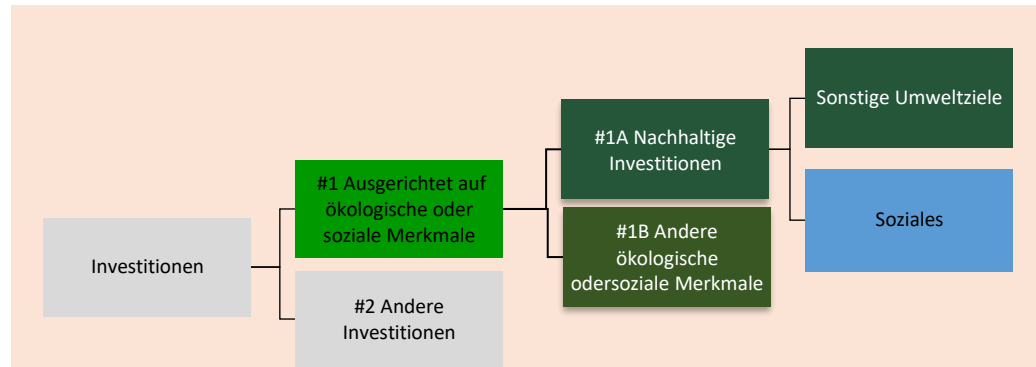 Investitionen
#1 Ausgerichtet auf
ökologische oder
soziale Merkmale
#2 Andere
Investitionen
#1A Nachhaltige
Investitionen
#1B Andere
ökologische
odersoziale Merkmale
Sonstige Umweltziele
Soziales